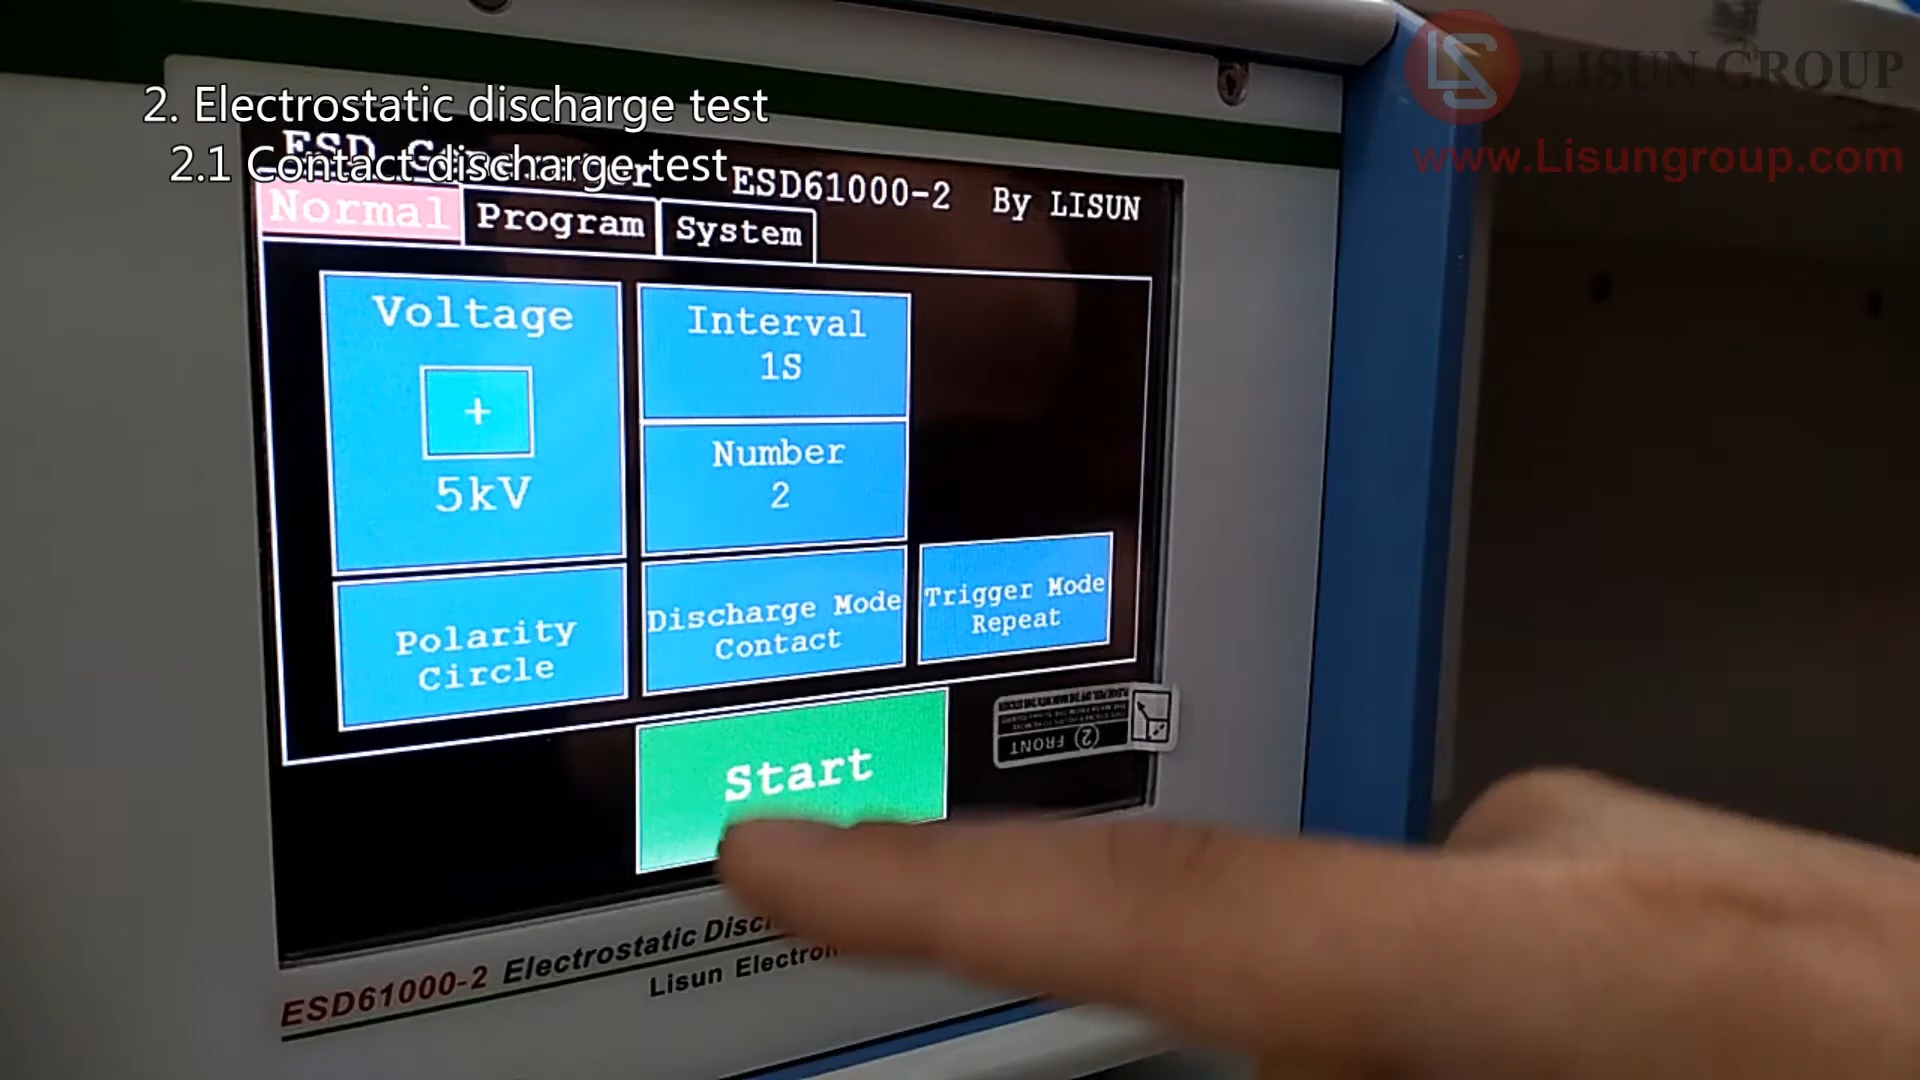 LISUN GROUP
www.Lisungroup.com
2. Electrostatic discharge test
2.1 Contact discharge test
ESD ESD61000-2 By LISUN
Normal Program System
Voltage
+
5kV
Interval
1S
Number
2
Polarity
Circle
Discharge Mode
Contact
Trigger Mode
Repeat
Start
FRONT 2
ESD61000-2 Electrostatic
Lisun